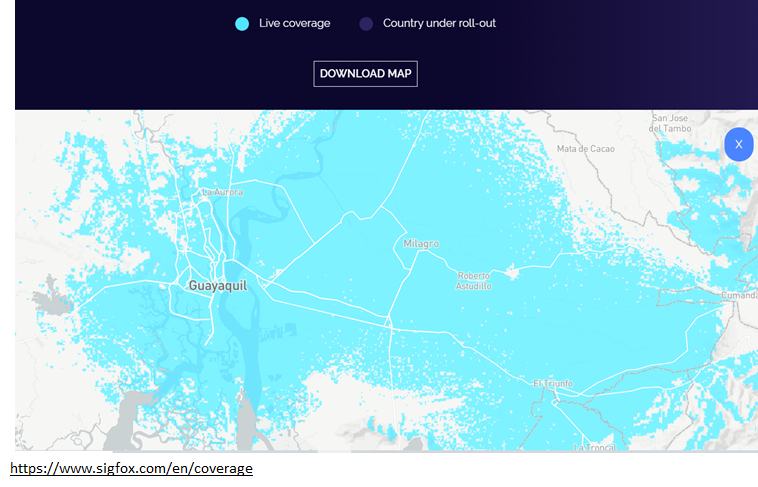 Live coverage
Country under roll-out
DOWNLOAD MAP
San Jose
del Tambo
X
Mata de Cacao
La Aurora
Milagro
Roberto
Astudillo
Guayaquil
Cumanda
El Triunfo
La Troncal
https://www.sigfox.com/en/coverage